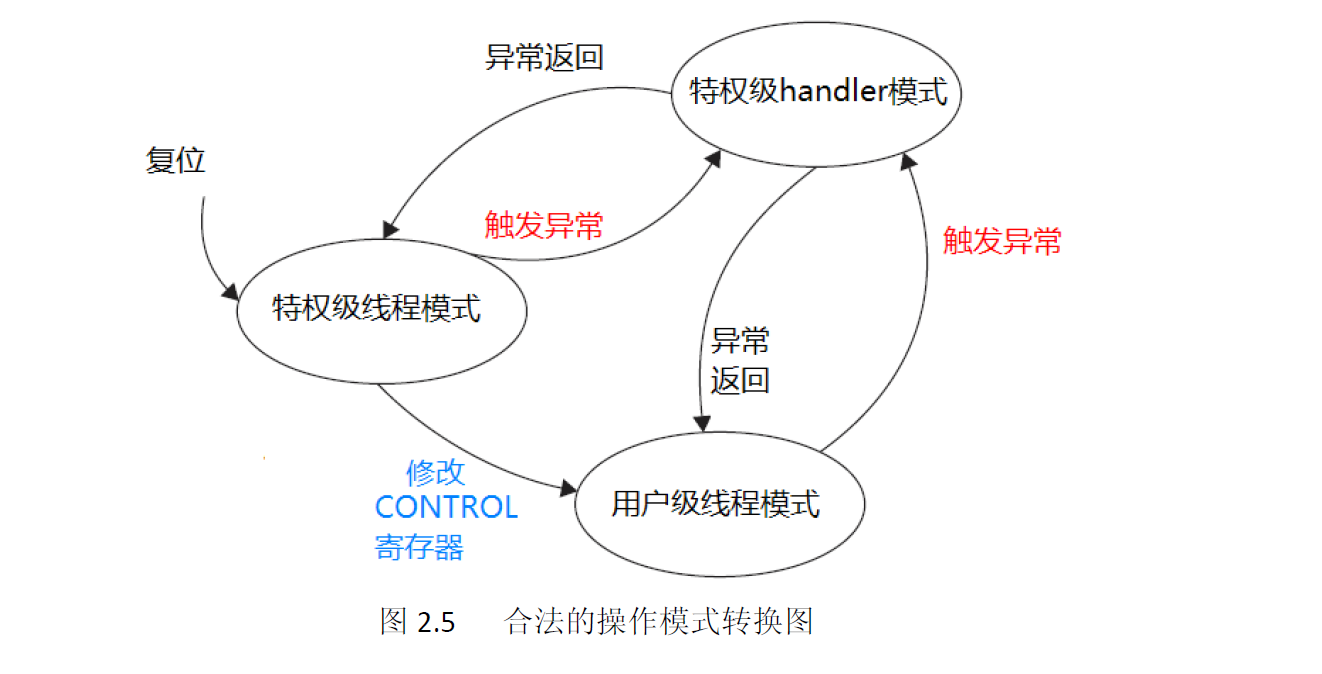 异常返回
特权级handler模式
复位
触发异常
触发异常
特权级线程模式
异常
返回
修改
CONTROL
寄存器
用户级线程模式
图 2.5 合法的操作模式转换图